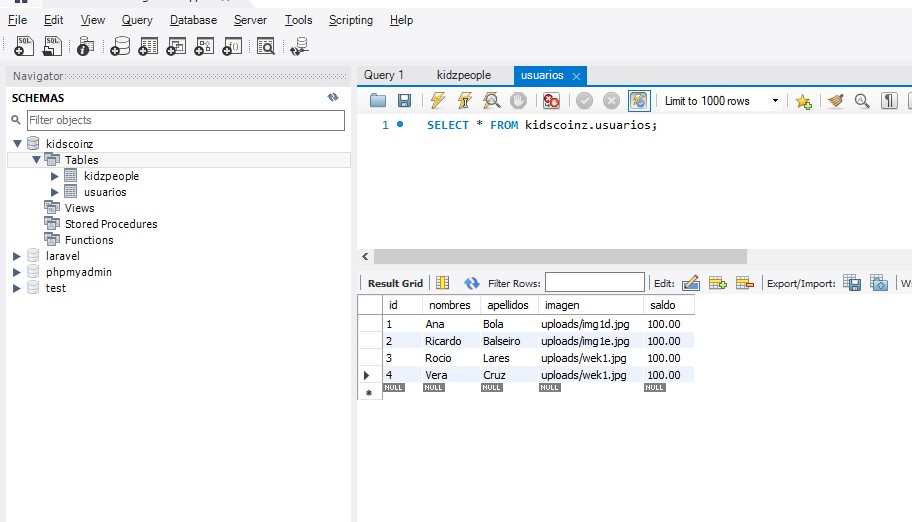 File Edit View Query Database Server Tools Scripting Help
Navigator
SCHEMAS
Filter objects
kidscoinz
Tables
kidzpeople
usuarios
Views
Stored Procedures
Functions
laravel
phpmyadmin
test
Query 1 kidzpeople usuarios
Limit to 1000 rows
1 SELECT * FROM kidscoinz.usuarios;
Result Grid Filter Rows: Edit: Export/Import:
id nombres apellidos imagen saldo
1 Ana Bola uploads/img1d.jpg 100.00
2 Ricardo Balseiro uploads/img1e.jpg 100.00
3 Rocio Lares uploads/wek1.jpg 100.00
4 Vera Cruz uploads/wek1.jpg 100.00
NULL NULL NULL NULL NULL